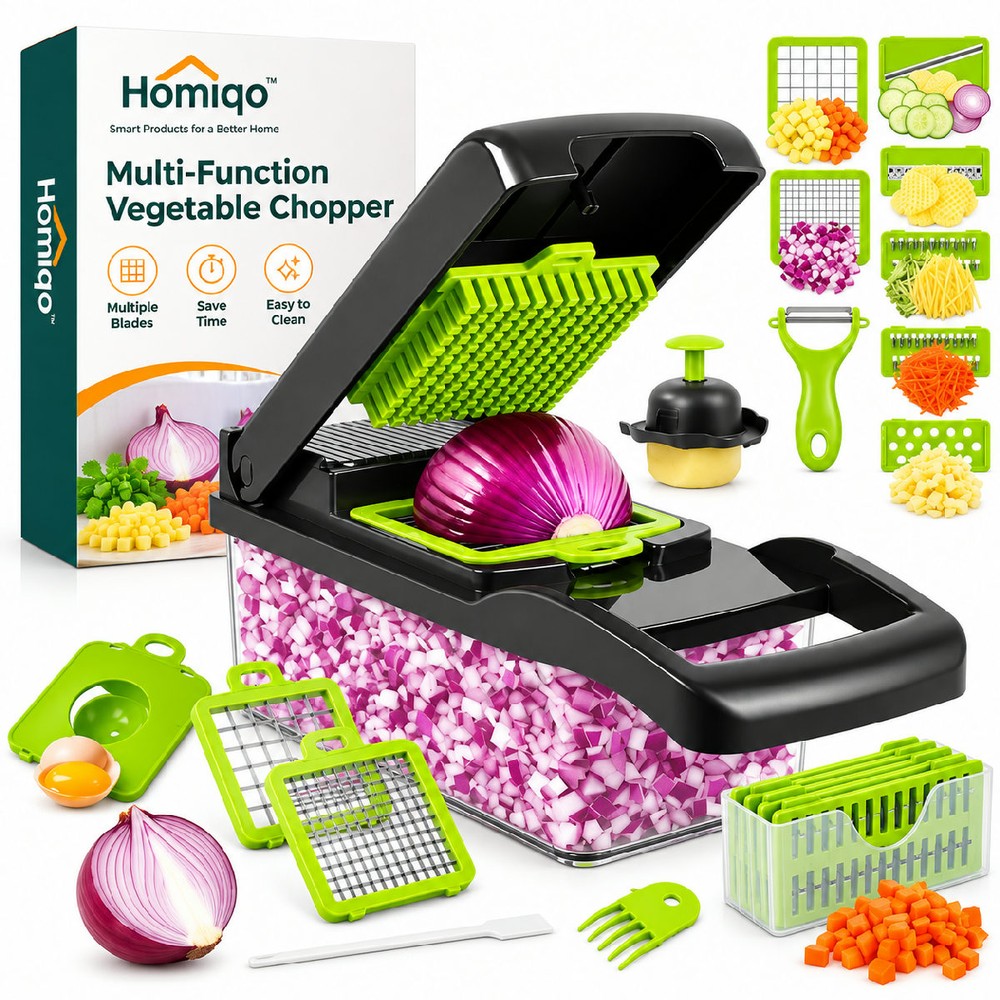 Homiqo™
Smart Products for a Better Home
Multi-Function
Vegetable Chopper
Multiple
Blades
Save
Time
Easy to
Clean
Homiqo™